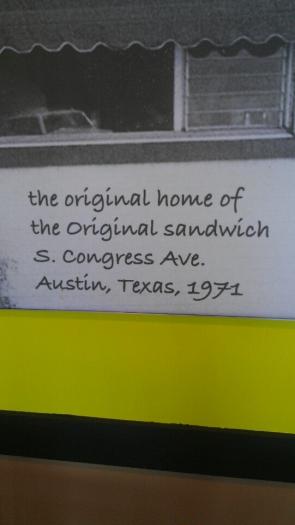 the original home of
the Original sandwich
S. Congress Ave.
Austin, Texas, 1971